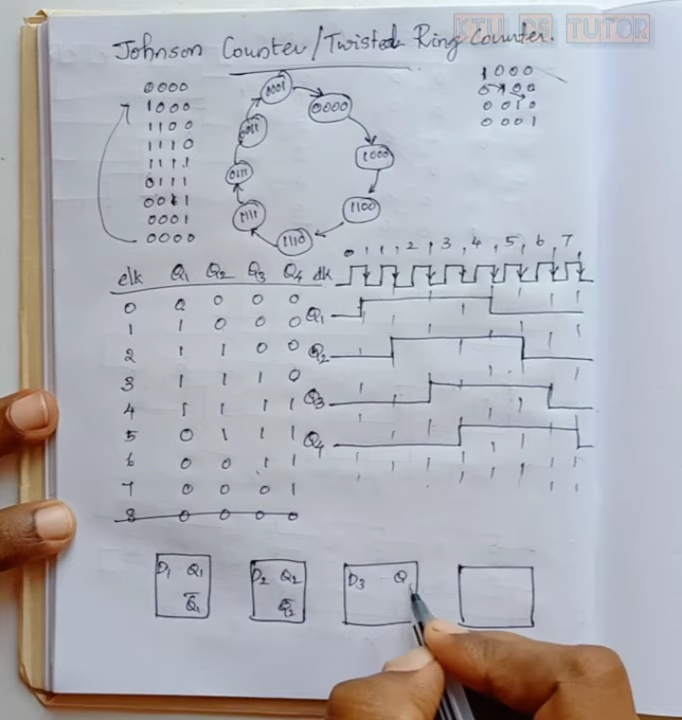 KTU CS TUTOR
Johnson Counter/Twisted Ring Counter.
0000
1000
1100
1110
1111
0111
0011
0001
0000
0001
0000
1000
1100
1110
1111
0111
0011
1000
0100
0010
0001
clk Q1 Q2 Q3 Q4
0 0 0 0 0
1 1 0 0 0
2 1 1 0 0
3 1 1 1 0
4 1 1 1 1
5 0 1 1 1
6 0 0 1 1
7 0 0 0 1
8 0 0 0 0
0 1 2 3 4 5 6 7
clk
Q1
Q2
Q3
Q4
D1 Q1
Q̅1
D2 Q2
Q̅2
D3 Q